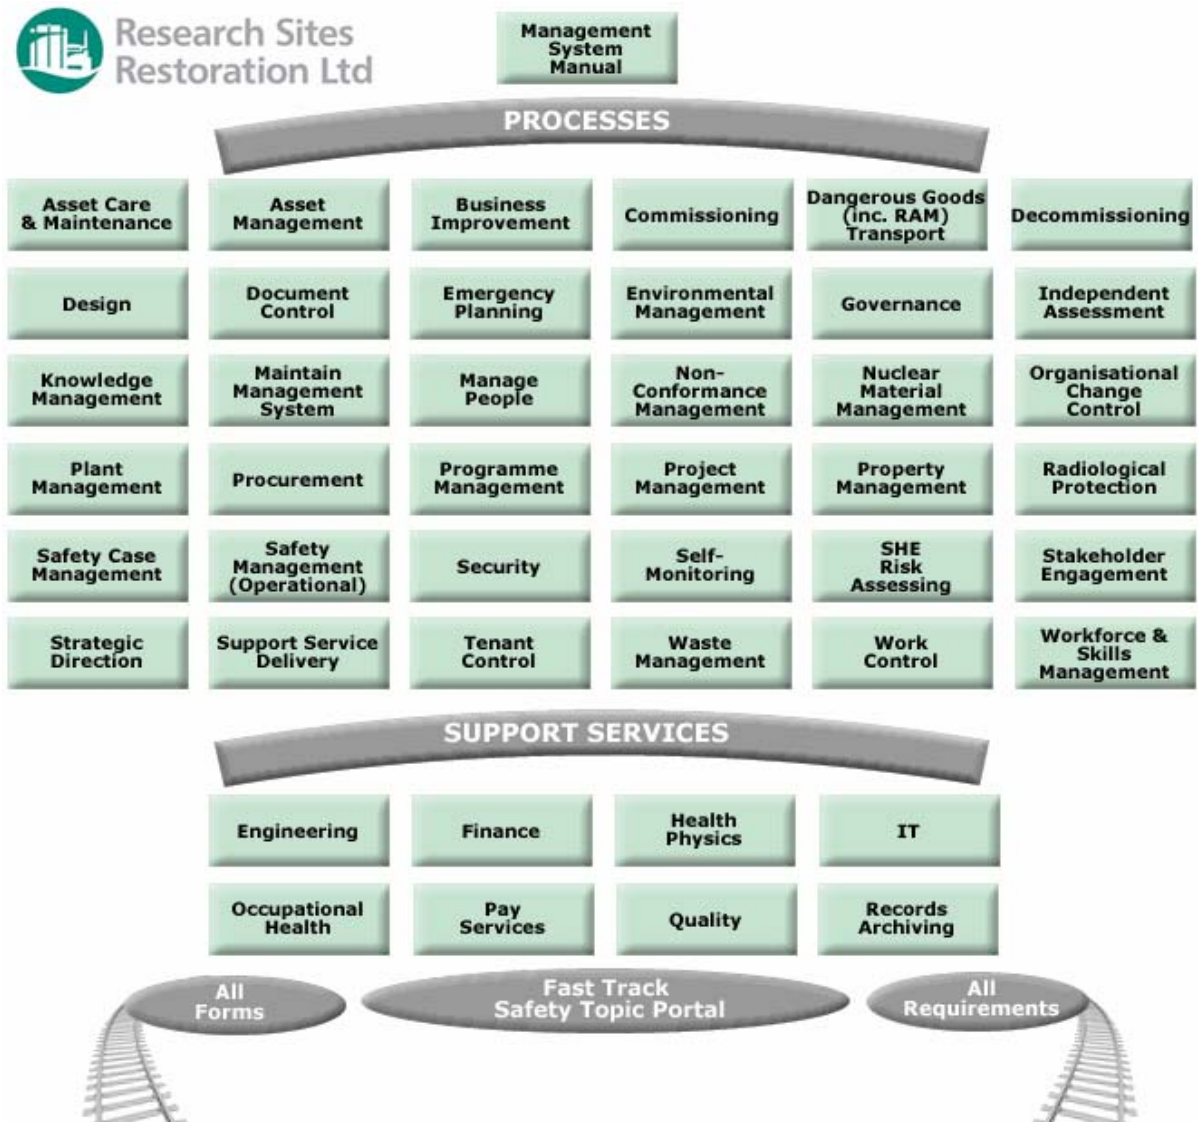 Research Sites
Restoration Ltd
Management
System
Manual
PROCESSES
Asset Care
& Maintenance
Asset
Management
Business
Improvement
Commissioning
Dangerous Goods
(inc. RAM)
Transport
Decommissioning
Design
Document
Control
Emergency
Planning
Environmental
Management
Governance
Independent
Assessment
Knowledge
Management
Maintain
Management
System
Manage
People
Non-
Conformance
Management
Nuclear
Material
Management
Organisational
Change
Control
Plant
Management
Procurement
Programme
Management
Project
Management
Property
Management
Radiological
Protection
Safety Case
Management
Safety
Management
(Operational)
Security
Self-
Monitoring
SHE
Risk
Assessing
Stakeholder
Engagement
Strategic
Direction
Support Service
Delivery
Tenant
Control
Waste
Management
Work
Control
Workforce &
Skills
Management
SUPPORT SERVICES
Engineering
Finance
Health
Physics
IT
Occupational
Health
Pay
Services
Quality
Records
Archiving
All
Forms
Fast Track
Safety Topic Portal
All
Requirements